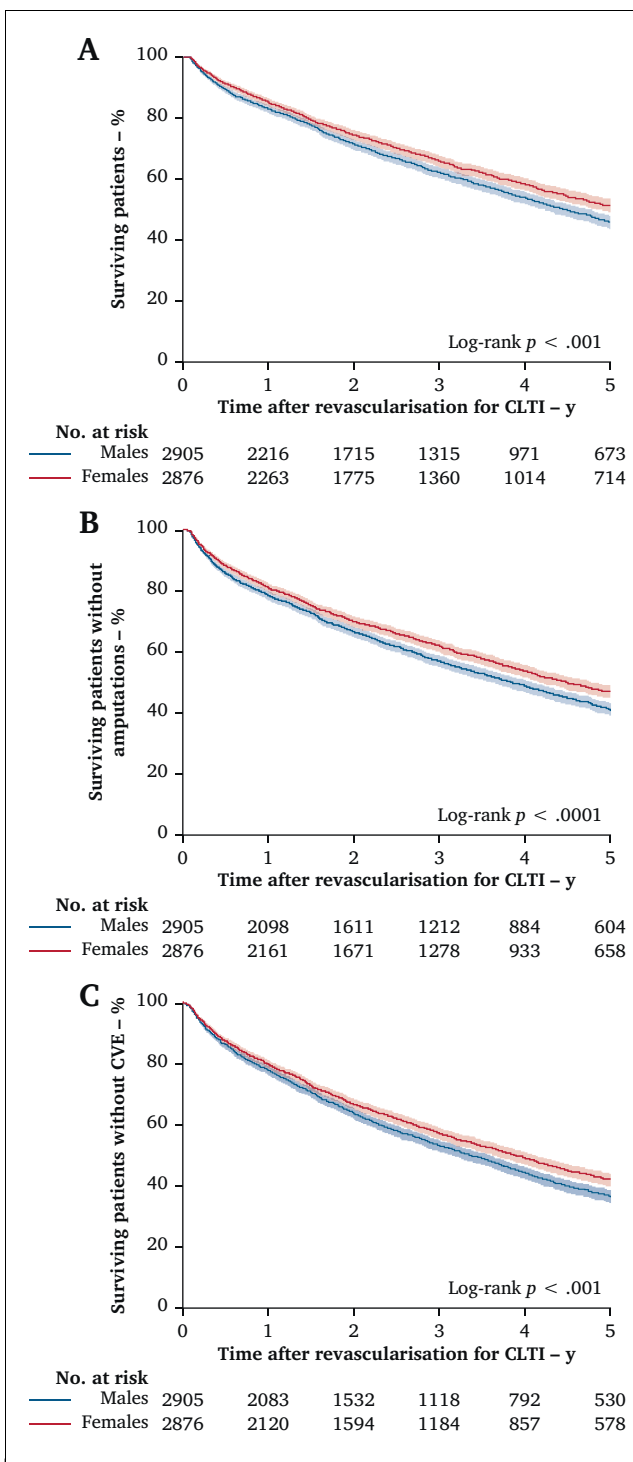 A
100
80
60
40
20
0
Surviving patients – %
Log-rank p < .001
0 1 2 3 4 5
Time after revascularisation for CLTI – y
No. at risk
Males 2905 2216 1715 1315 971 673
Females 2876 2263 1775 1360 1014 714
B
100
80
60
40
20
0
Surviving patients without
amputations – %
Log-rank p < .0001
0 1 2 3 4 5
Time after revascularisation for CLTI – y
No. at risk
Males 2905 2098 1611 1212 884 604
Females 2876 2161 1671 1278 933 658
C
100
80
60
40
20
0
Surviving patients without CVE – %
Log-rank p < .001
0 1 2 3 4 5
Time after revascularisation for CLTI – y
No. at risk
Males 2905 2083 1532 1118 792 530
Females 2876 2120 1594 1184 857 578